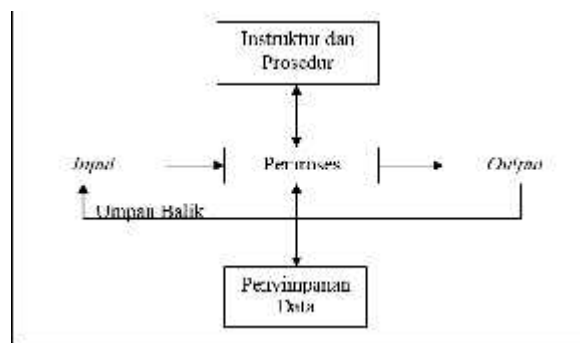 Instruktur dan
Prosedur
Input
Pemroses
Output
Umpan Balik
Penyimpanan
Data